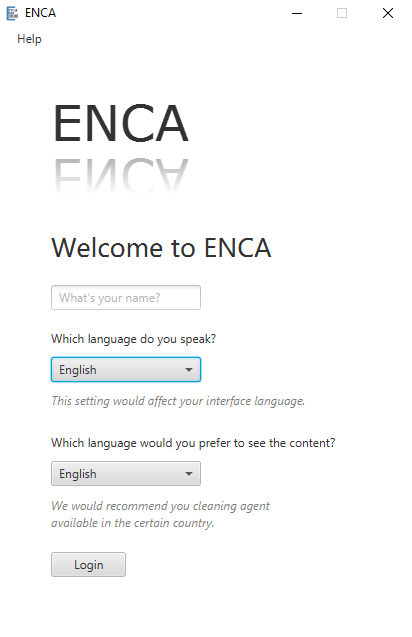 ENCA
Help
ENCA
Welcome to ENCA
What's your name?
Which language do you speak?
English
This setting would affect your interface language.
Which language would you prefer to see the content?
English
We would recommend you cleaning agent
available in the certain country.
Login